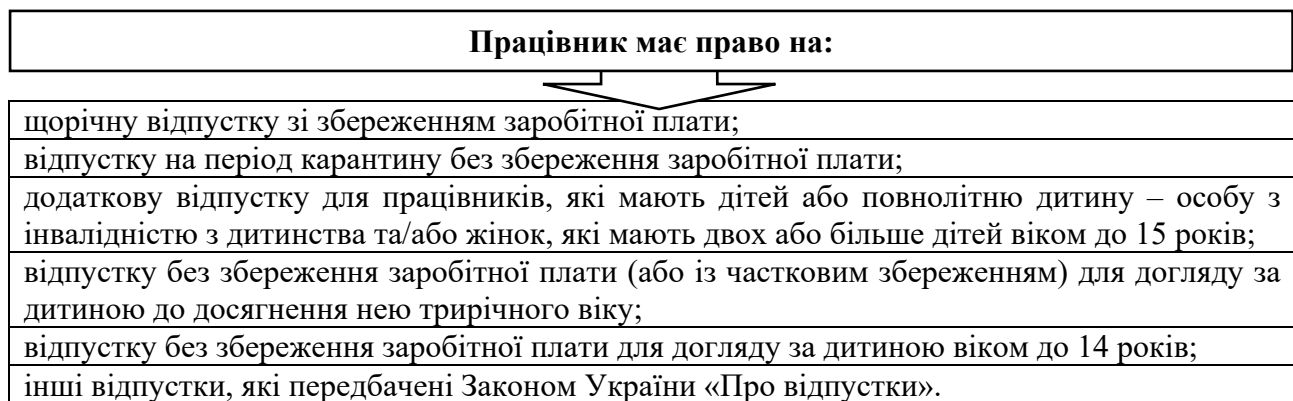 Працівник має право на:
щорічну відпустку зі збереженням заробітної плати;
відпустку на період карантину без збереження заробітної плати;
додаткову відпустку для працівників, які мають дітей або повнолітню дитину – особу з
інвалідністю з дитинства та/або жінок, які мають двох або більше дітей віком до 15 років;
відпустку без збереження заробітної плати (або із частковим збереженням) для догляду за
дитиною до досягнення нею трирічного віку;
відпустку без збереження заробітної плати для догляду за дитиною віком до 14 років;
інші відпустки, які передбачені Законом України «Про відпустки».